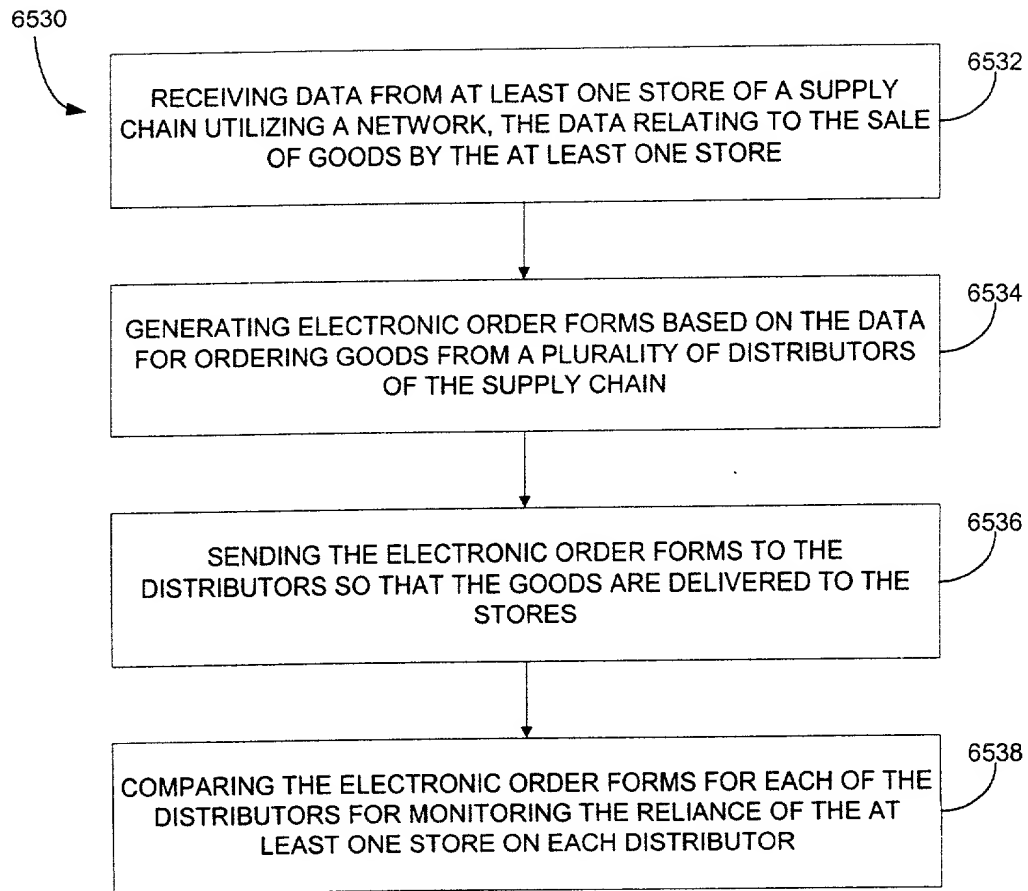 6530
6532
RECEIVING DATA FROM AT LEAST ONE STORE OF A SUPPLY
CHAIN UTILIZING A NETWORK, THE DATA RELATING TO THE SALE
OF GOODS BY THE AT LEAST ONE STORE
6534
GENERATING ELECTRONIC ORDER FORMS BASED ON THE DATA
FOR ORDERING GOODS FROM A PLURALITY OF DISTRIBUTORS
OF THE SUPPLY CHAIN
6536
SENDING THE ELECTRONIC ORDER FORMS TO THE
DISTRIBUTORS SO THAT THE GOODS ARE DELIVERED TO THE
STORES
6538
COMPARING THE ELECTRONIC ORDER FORMS FOR EACH OF THE
DISTRIBUTORS FOR MONITORING THE RELIANCE OF THE AT
LEAST ONE STORE ON EACH DISTRIBUTOR